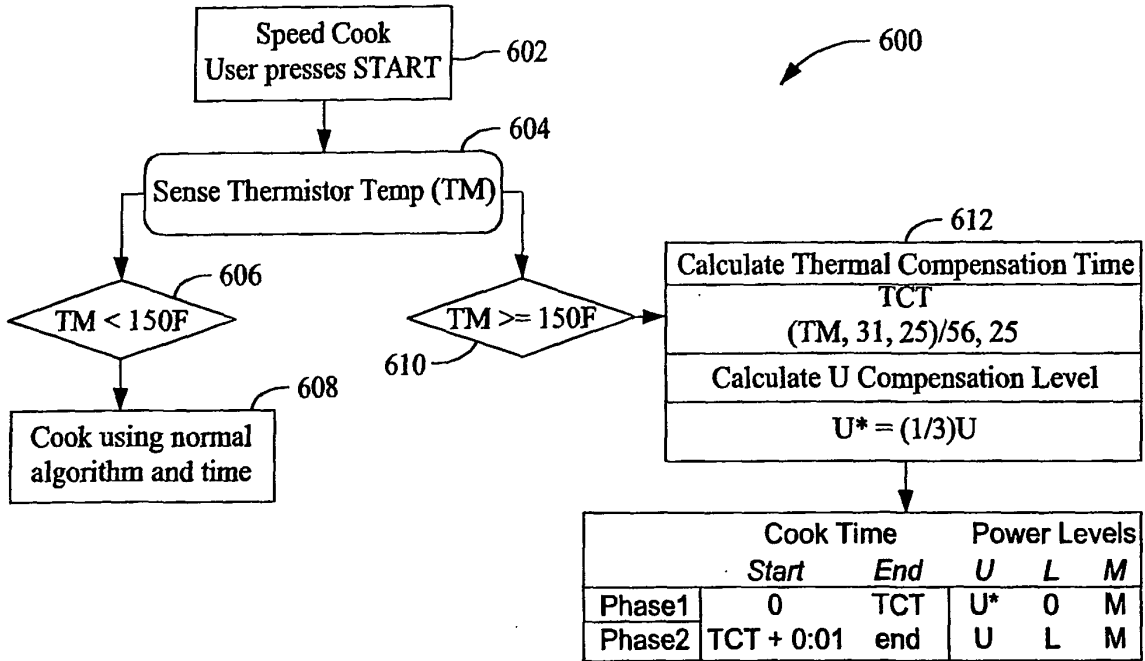 Speed Cook
User presses START
602
600
604
Sense Thermistor Temp (TM)
606
TM < 150F
TM >= 150F
610
608
Cook using normal
algorithm and time
612
Calculate Thermal Compensation Time
TCT
(TM, 31, 25)/56, 25
Calculate U Compensation Level
U* = (1/3)U
Cook Time Power Levels
Start End U L M
Phase1 0 TCT U* 0 M
Phase2 TCT + 0:01 end U L M